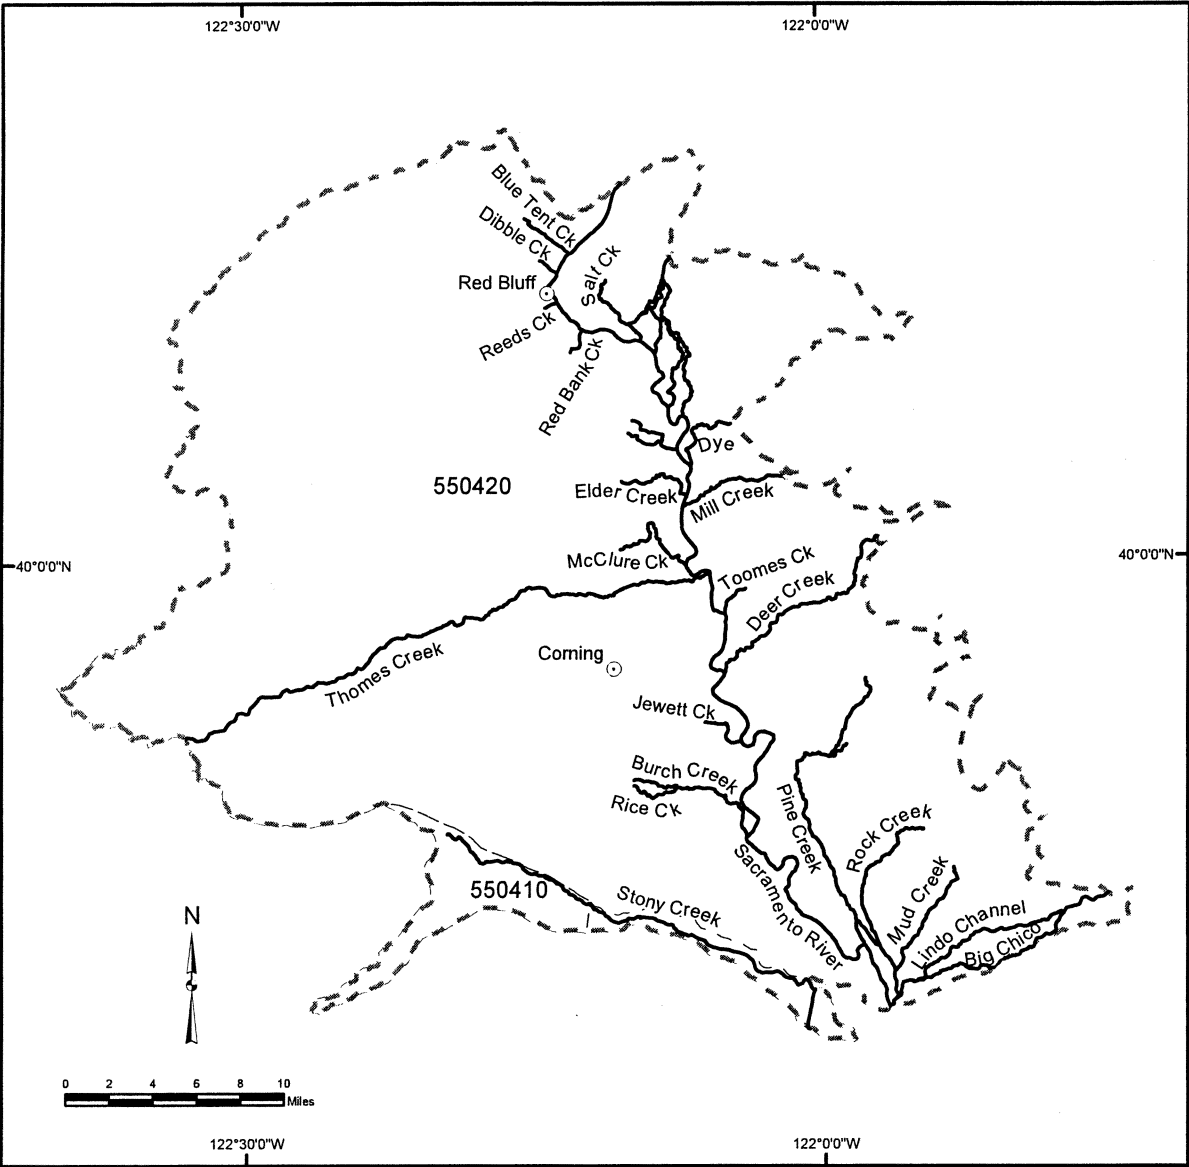 122°30'0"W
122°0'0"W
Blue Tent Ck
Dibble Ck
Red Bluff
Salt Ck
Reeds Ck
Red Bank Ck
Dye
550420
Elder Creek
Mill Creek
40°0'0"N
40°0'0"N
McClure Ck
Toomes Ck
Deer Creek
Corning
Thomes Creek
Jewett Ck
Burch Creek
Rice Ck
Pine Creek
Rock Creek
Sacramento River
Mud Creek
550410
Stony Creek
Lindo Channel
Big Chico
N
0 2 4 6 8 10
Miles
122°30'0"W
122°0'0"W